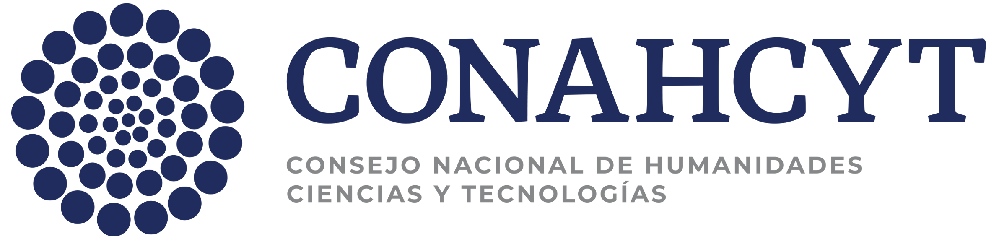 CONAHCYT
CONSEJO NACIONAL DE HUMANIDADES
CIENCIAS Y TECNOLOGÍAS